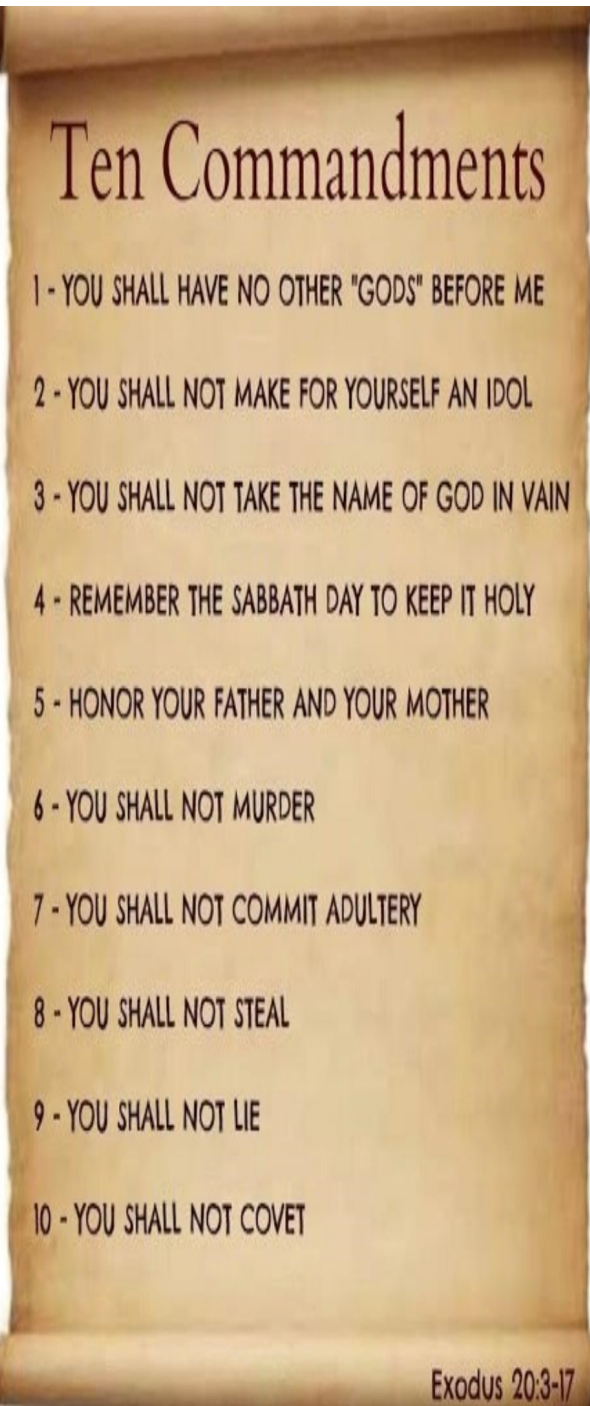 Ten Commandments
1 - YOU SHALL HAVE NO OTHER "GODS" BEFORE ME
2 - YOU SHALL NOT MAKE FOR YOURSELF AN IDOL
3 - YOU SHALL NOT TAKE THE NAME OF GOD IN VAIN
4 - REMEMBER THE SABBATH DAY TO KEEP IT HOLY
5 - HONOR YOUR FATHER AND YOUR MOTHER
6 - YOU SHALL NOT MURDER
7 - YOU SHALL NOT COMMIT ADULTERY
8 - YOU SHALL NOT STEAL
9 - YOU SHALL NOT LIE
10 - YOU SHALL NOT COVET
Exodus 20:3-17